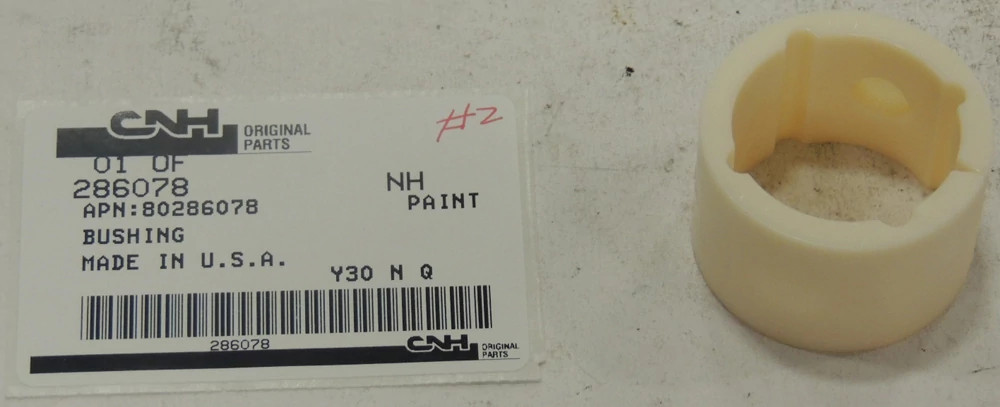 CNH ORIGINAL PARTS
#2
01 OF
286078
NH
APN:80286078
PAINT
BUSHING
MADE IN U.S.A.
Y30 N Q
286078
CNH ORIGINAL PARTS